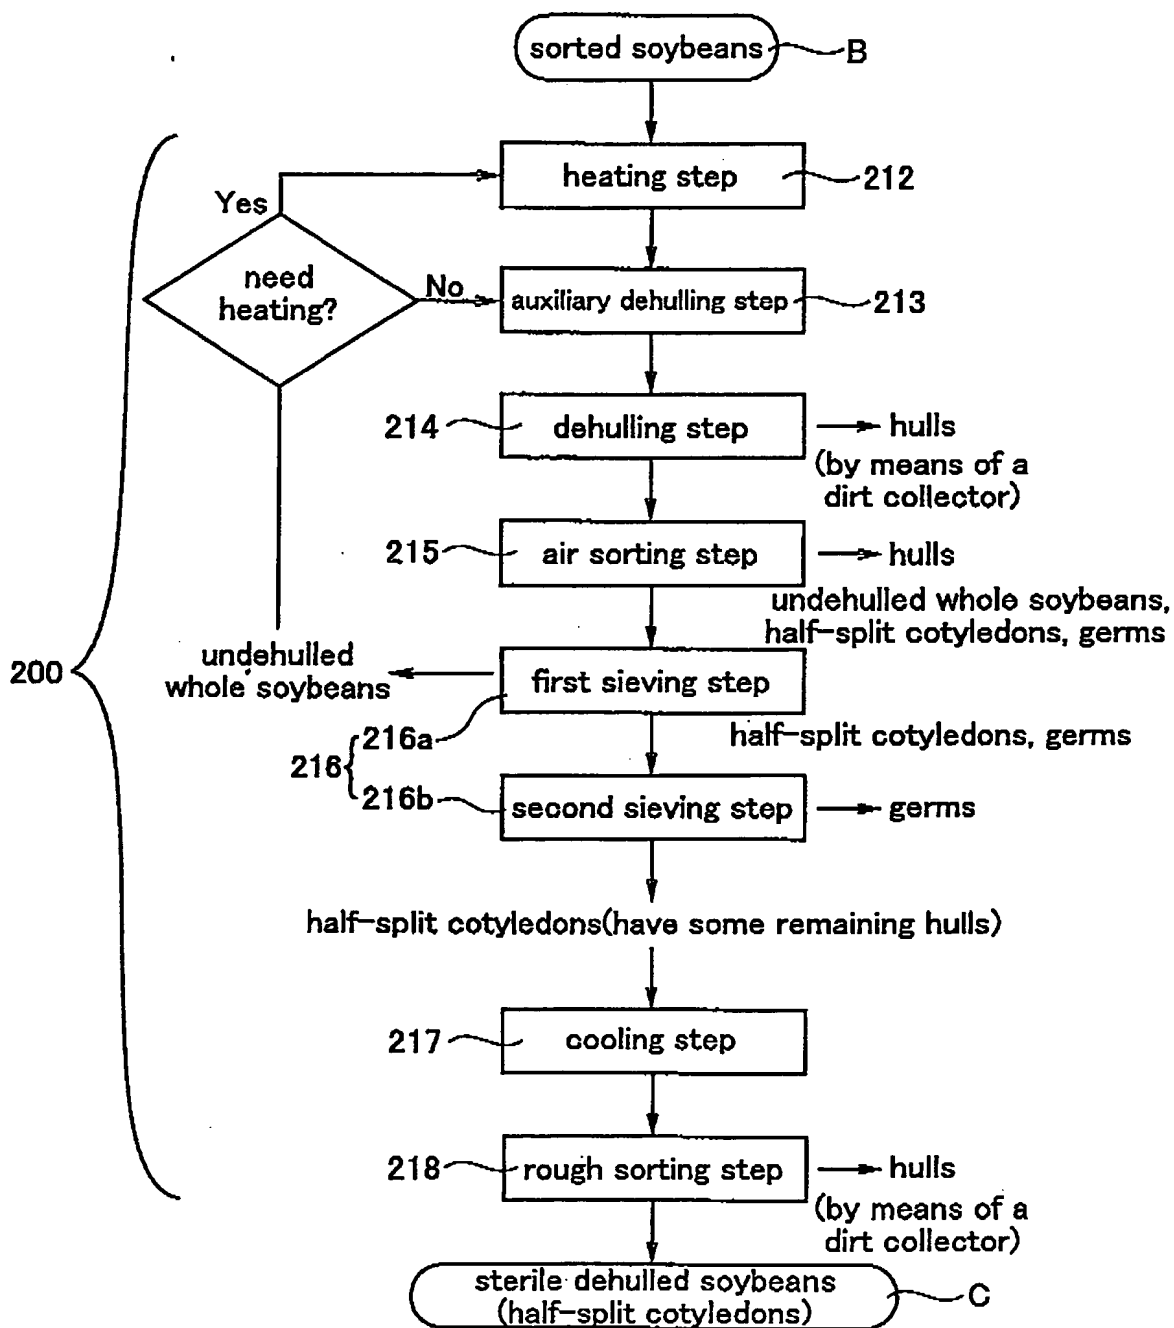 sorted soybeans
B
heating step
212
Yes
need
heating?
No
auxiliary dehulling step
213
214
dehulling step
hulls
(by means of a
dirt collector)
215
air sorting step
hulls
undehulled whole soybeans,
half-split cotyledons, germs
200
undehulled
whole soybeans
first sieving step
216a
half-split cotyledons, germs
216
216b
second sieving step
germs
half-split cotyledons(have some remaining hulls)
217
cooling step
218
rough sorting step
hulls
(by means of a
dirt collector)
sterile dehulled soybeans
(half-split cotyledons)
C